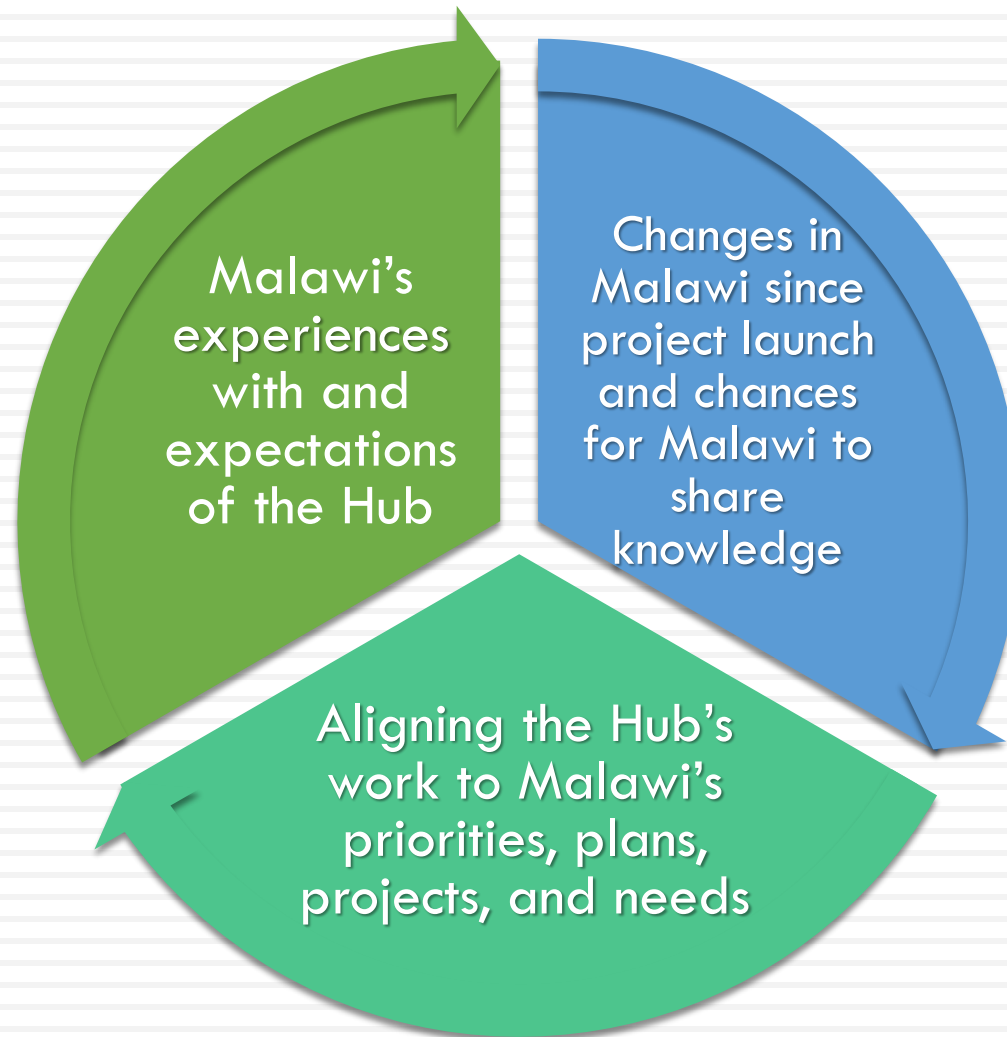 Malawi’s
experiences
with and
expectations
of the Hub
Changes in
Malawi since
project launch
and chances
for Malawi to
share
knowledge
Aligning the Hub’s
work to Malawi’s
priorities, plans,
projects, and needs